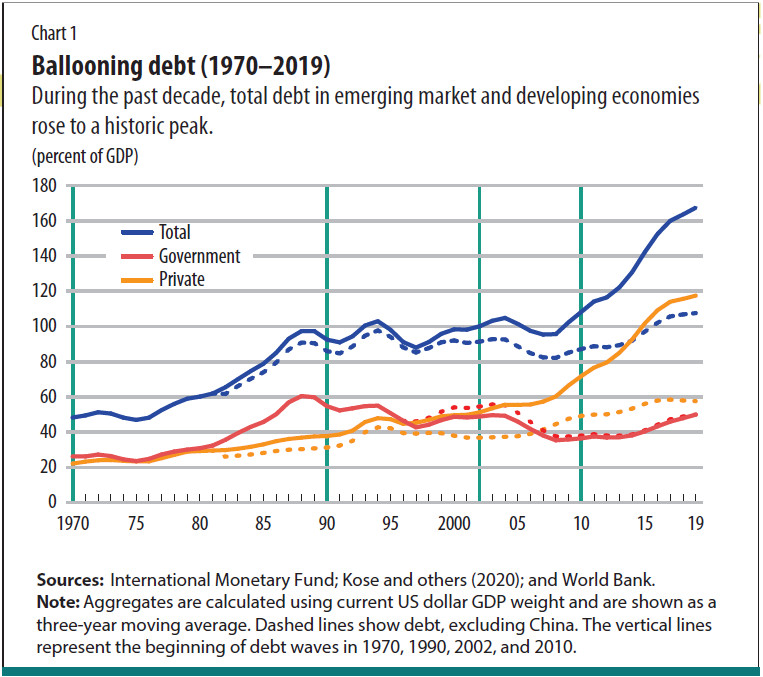 Chart 1
Ballooning debt (1970–2019)
During the past decade, total debt in emerging market and developing economies
rose to a historic peak.
(percent of GDP)
180
160
140
120
100
80
60
40
20
0
Total
Government
Private
1970 75 80 85 90 95 2000 05 10 15 19
Sources: International Monetary Fund; Kose and others (2020); and World Bank.
Note: Aggregates are calculated using current US dollar GDP weight and are shown as a
three-year moving average. Dashed lines show debt, excluding China. The vertical lines
represent the beginning of debt waves in 1970, 1990, 2002, and 2010.